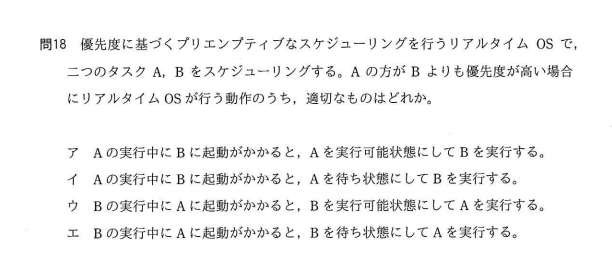 問18 優先度に基づくプリエンプティブなスケジューリングを行うリアルタイム OS で，
二つのタスク A，B をスケジューリングする。A の方が B よりも優先度が高い場合
にリアルタイム OS が行う動作のうち，適切なものはどれか。
ア A の実行中に B に起動がかかると，A を実行可能状態にして B を実行する。
イ A の実行中に B に起動がかかると，A を待ち状態にして B を実行する。
ウ B の実行中に A に起動がかかると，B を実行可能状態にして A を実行する。
エ B の実行中に A に起動がかかると，B を待ち状態にして A を実行する。